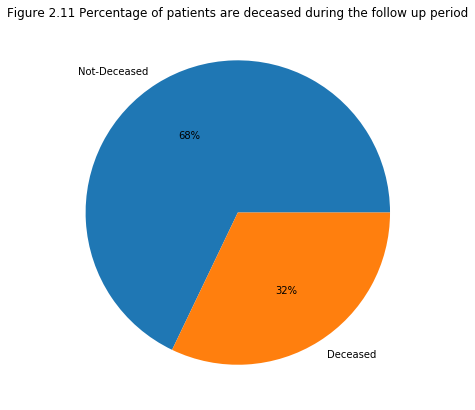 Figure 2.11 Percentage of patients are deceased during the follow up period
Not-Deceased
68%
32%
Deceased